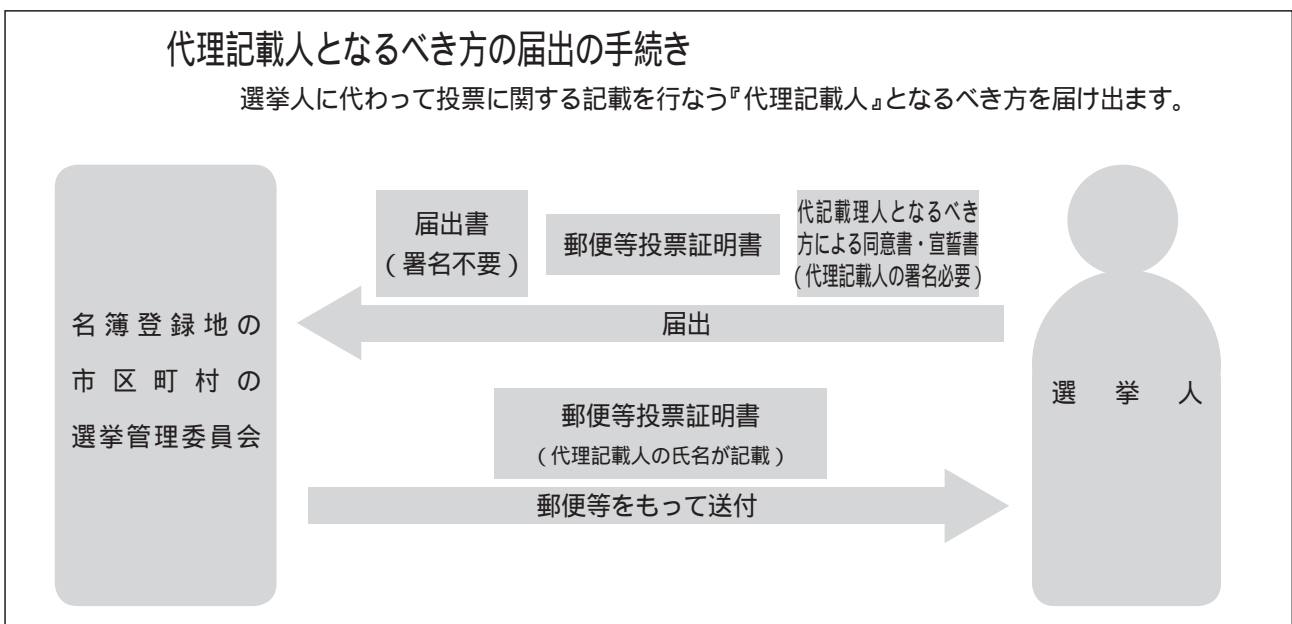 代理記載人となるべき方の届出の手続き
選挙人に代わって投票に関する記載を行なう『代理記載人』となるべき方を届け出ます。
届出書
(署名不要)
郵便等投票証明書
代記載理人となるべき
方による同意書・宣誓書
(代理記載人の署名必要)
届出
名簿登録地の
市区町村の
選挙管理委員会
郵便等投票証明書
(代理記載人の氏名が記載)
郵便等をもって送付
選挙人